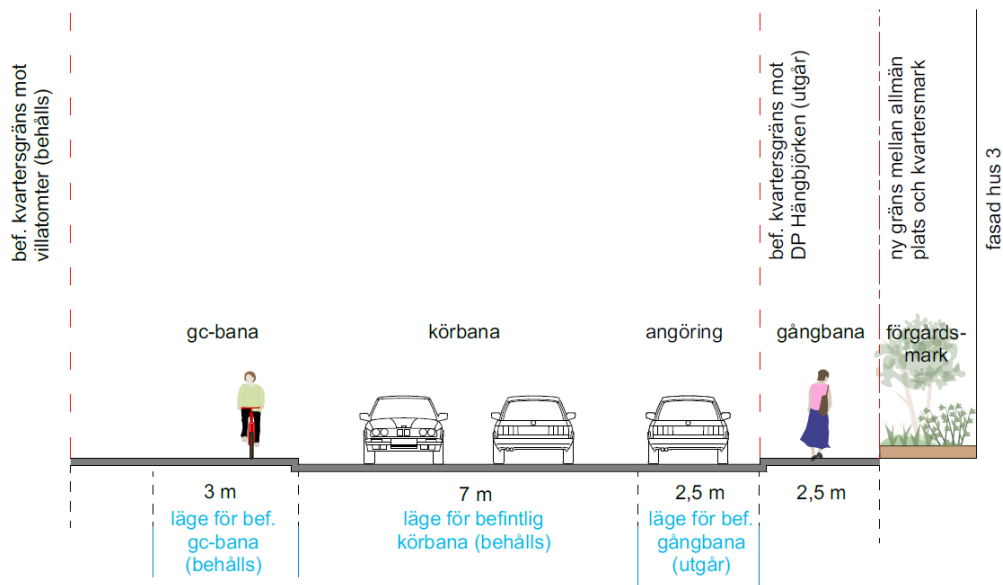 bef. kvartersgräns mot
villatomter (behålls)
bef. kvartersgräns mot
DP Hängbjörken (utgår)
ny gräns mellan allmän
plats och kvartersmark
fasad hus 3
gc-bana
körbana
angöring
gångbana
förgårds-
mark
3 m
7 m
2,5 m
2,5 m
läge för bef.
gc-bana
(behålls)
läge för befintlig
körbana (behålls)
läge för bef.
gångbana
(utgår)